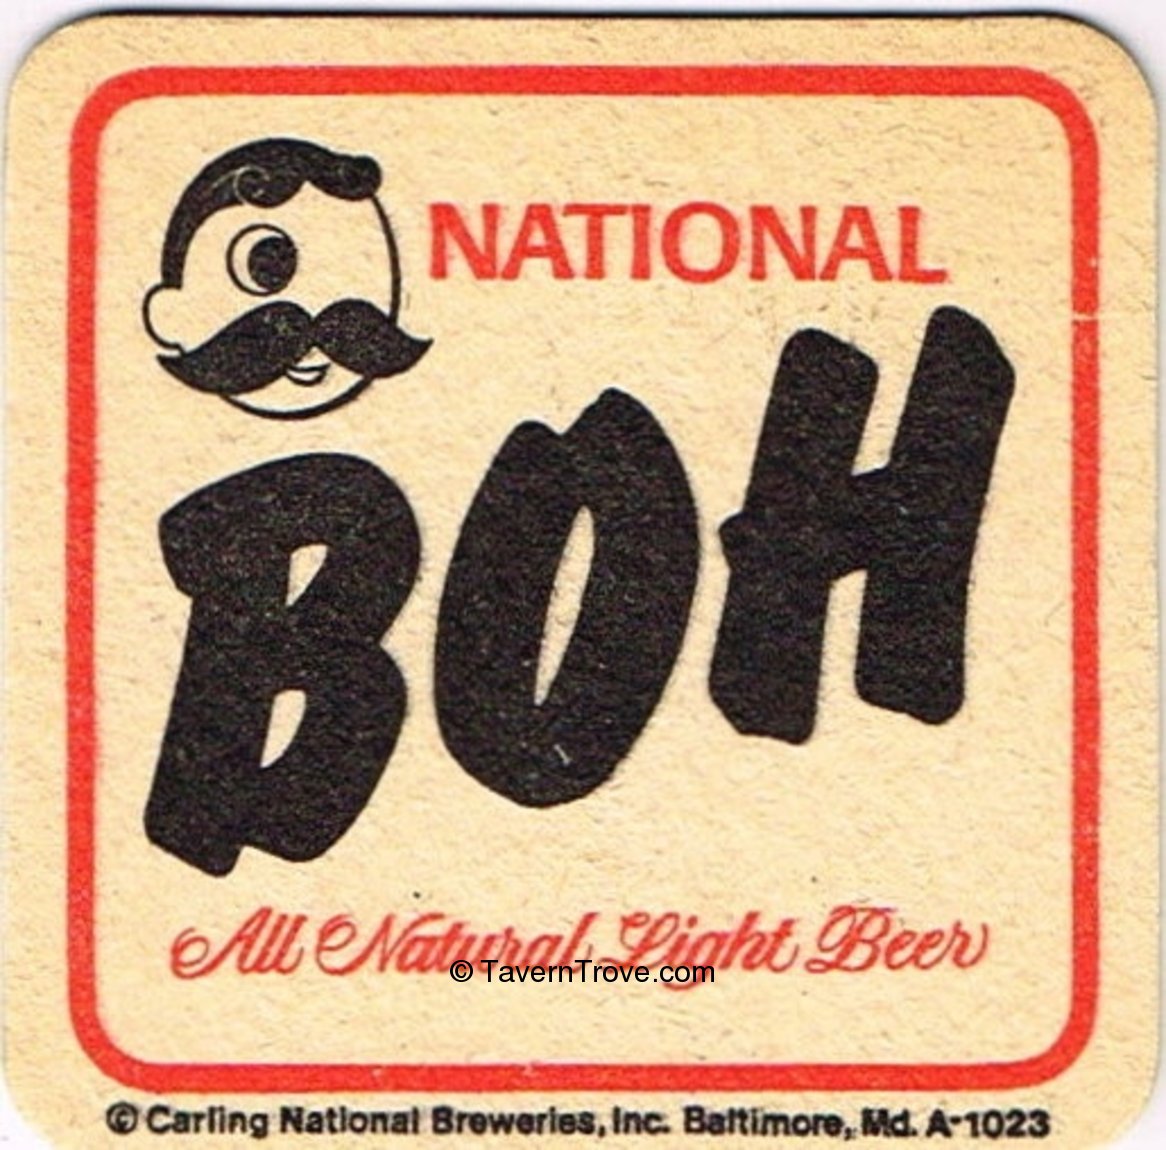 NATIONAL
BOH
All Natural Light Beer
© TavernTrove.com
© Carling National Breweries, Inc. Baltimore, Md. A-1023